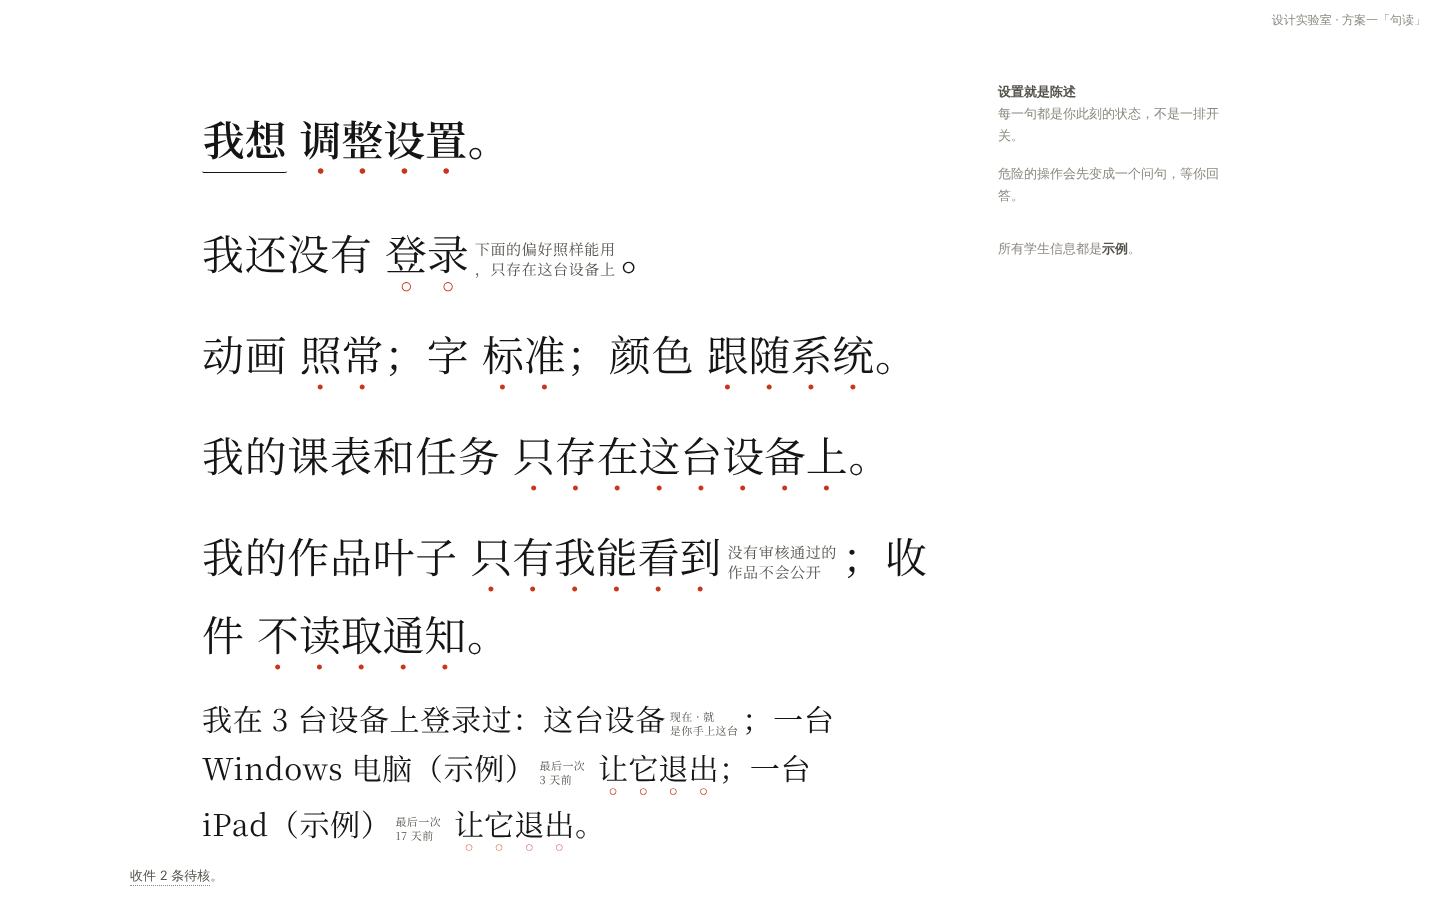 设计实验室 · 方案一「句读」
我想 调整设置。
我还没有 登录 下面的偏好照样能用
，只存在这台设备上 。
动画 照常；字 标准；颜色 跟随系统。
我的课表和任务 只存在这台设备上。
我的作品叶子 只有我能看到 没有审核通过的
作品不会公开 ；收
件 不读取通知。
我在 3 台设备上登录过：这台设备 现在 · 就
是你手上这台 ；一台
Windows 电脑（示例） 最后一次
3 天前 让它退出；一台
iPad（示例） 最后一次
17 天前 让它退出。
收件 2 条待核。
设置就是陈述
每一句都是你此刻的状态，不是一排开
关。
危险的操作会先变成一个问句，等你回
答。
所有学生信息都是示例。